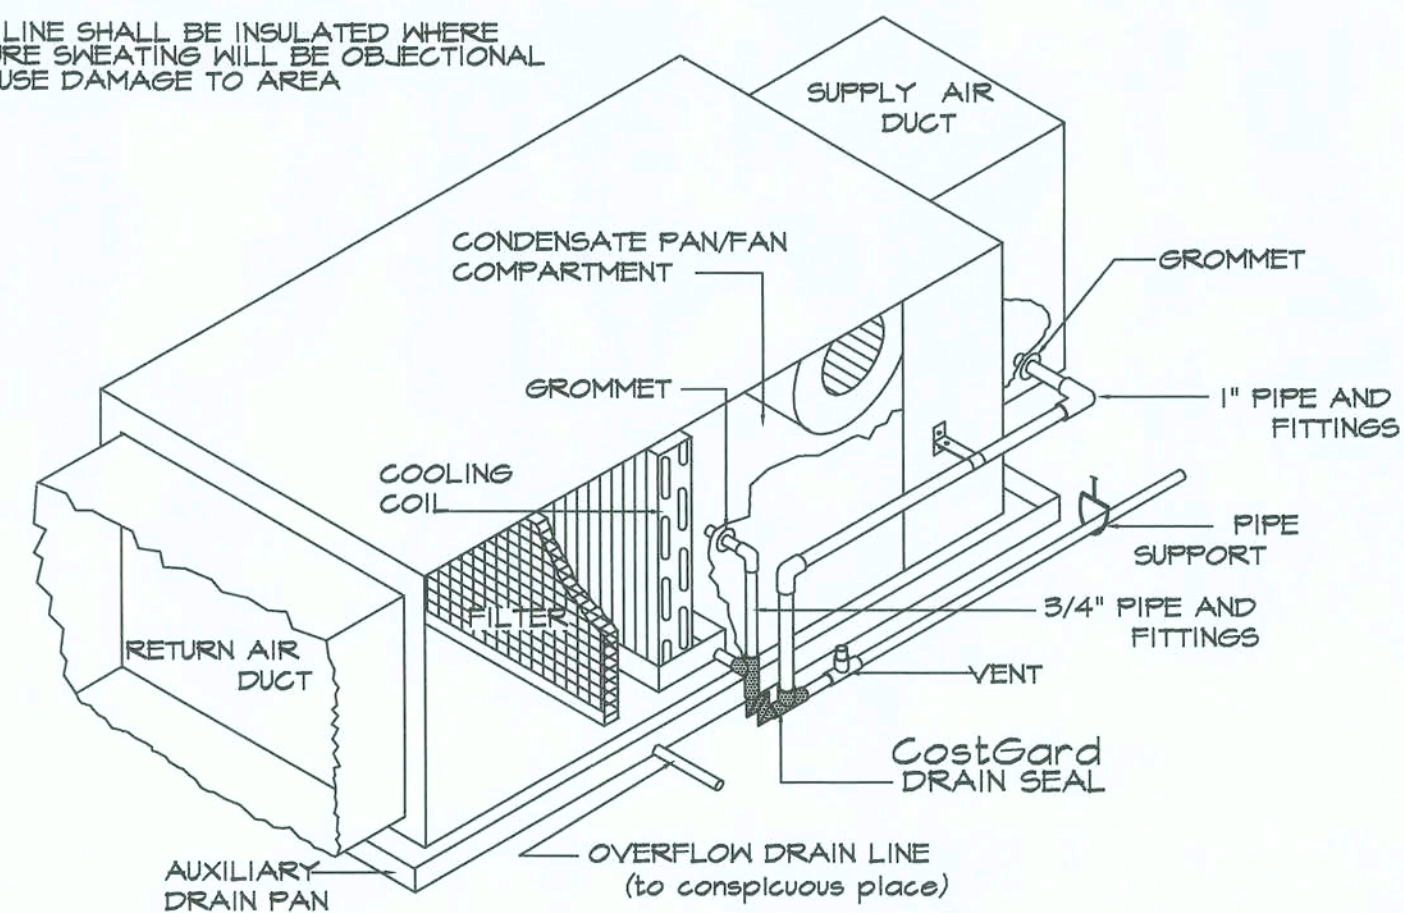 LINE SHALL BE INSULATED WHERE
SWEATING WILL BE OBJECTIONAL
DAMAGE TO AREA
SUPPLY AIR
DUCT
CONDENSATE PAN/FAN
COMPARTMENT
GROMMET
GROMMET
1" PIPE AND
FITTINGS
COOLING
COIL
PIPE
SUPPORT
FILTER
3/4" PIPE AND
FITTINGS
RETURN AIR
DUCT
VENT
CostGard
DRAIN SEAL
OVERFLOW DRAIN LINE
(to conspicuous place)
AUXILIARY
DRAIN PAN